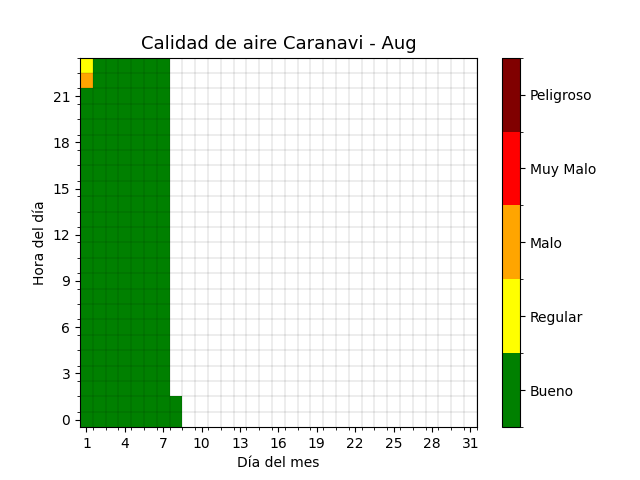 Calidad de aire Caranavi - Aug
21
18
15
12
9
6
3
0
Hora del día
1 4 7 10 13 16 19 22 25 28 31
Día del mes
Peligroso
Muy Malo
Malo
Regular
Bueno